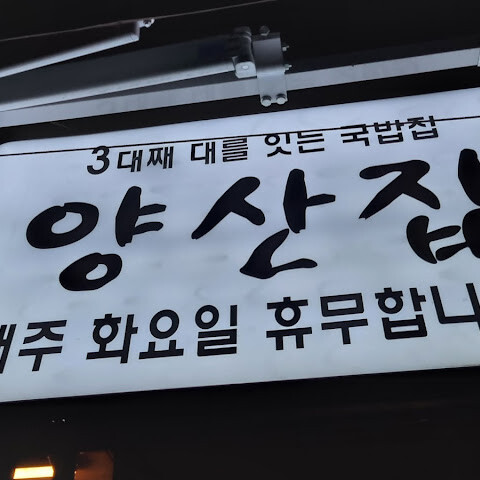 3대째 대를 잇는 국밥집
양산집
매주 화요일 휴무합니